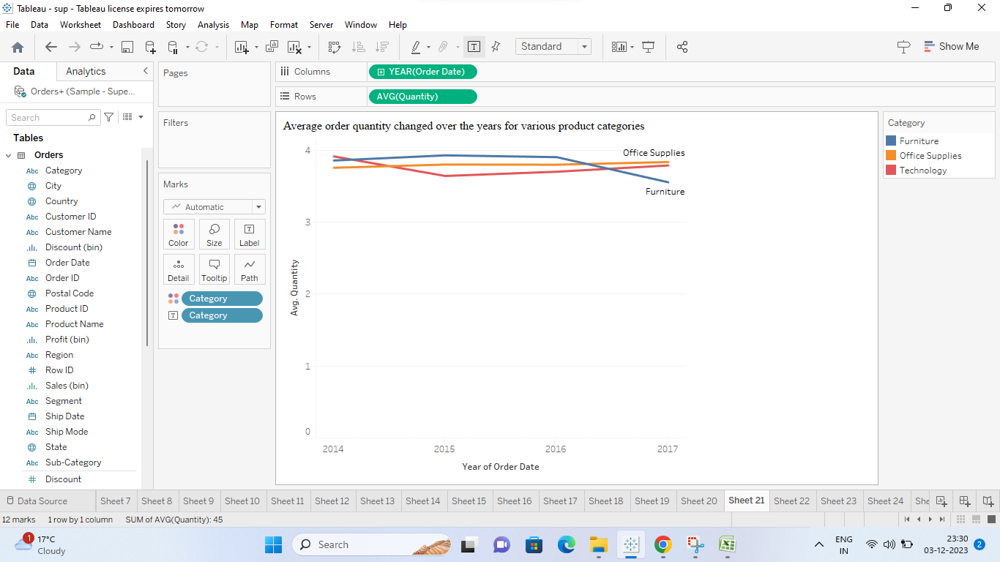 Tableau - sup - Tableau license expires tomorrow
File Data Worksheet Dashboard Story Analysis Map Format Server Window Help
Standard
Show Me
Data Analytics
Orders+ (Sample - Supe...
Search
Tables
Orders
Abc Category
City
Country
Abc Customer ID
Abc Customer Name
Discount (bin)
Order Date
Abc Order ID
Postal Code
Abc Product ID
Abc Product Name
Profit (bin)
Abc Region
Row ID
Sales (bin)
Abc Segment
Ship Date
Abc Ship Mode
State
Abc Sub-Category
Discount
Pages
Filters
Marks
Automatic
Color Size Label
Detail Tooltip Path
Category
Category
Columns YEAR(Order Date)
Rows AVG(Quantity)
Average order quantity changed over the years for various product categories
Avg. Quantity
4
3
2
1
0
Office Supplies
Furniture
2014 2015 2016 2017
Year of Order Date
Category
Furniture
Office Supplies
Technology
Data Source Sheet 7 Sheet 8 Sheet 9 Sheet 10 Sheet 11 Sheet 12 Sheet 13 Sheet 14 Sheet 15 Sheet 16 Sheet 17 Sheet 18 Sheet 19 Sheet 20 Sheet 21 Sheet 22 Sheet 23 Sheet 24 She
12 marks 1 row by 1 column SUM of AVG(Quantity): 45
1
17°C
Cloudy
Search
ENG
IN
23:30
03-12-2023
2